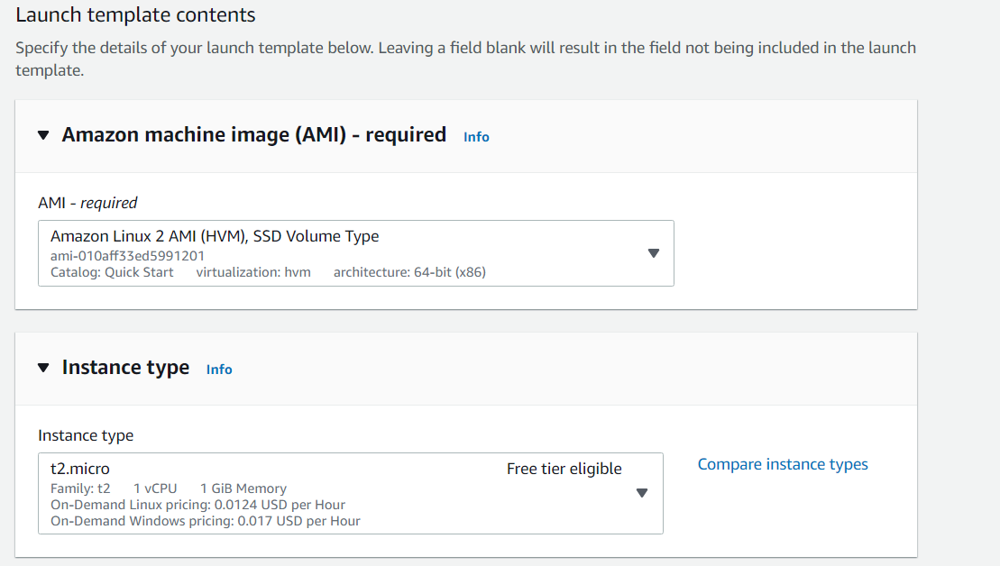 Launch template contents
Specify the details of your launch template below. Leaving a field blank will result in the field not being included in the launch
template.
Amazon machine image (AMI) - required Info
AMI - required
Amazon Linux 2 AMI (HVM), SSD Volume Type
ami-010aff33ed5991201
Catalog: Quick Start virtualization: hvm architecture: 64-bit (x86)
Instance type Info
Instance type
t2.micro Free tier eligible
Family: t2 1 vCPU 1 GiB Memory
On-Demand Linux pricing: 0.0124 USD per Hour
On-Demand Windows pricing: 0.017 USD per Hour
Compare instance types